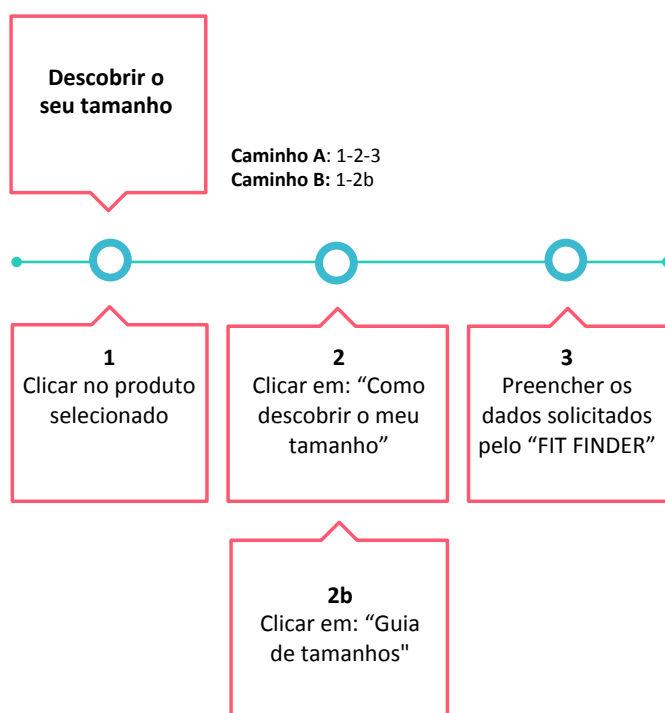 Descobrir o
seu tamanho
Caminho A: 1-2-3
Caminho B: 1-2b
1
Clicar no produto
selecionado
2
Clicar em: “Como
descobrir o meu
tamanho”
3
Preencher os
dados solicitados
pelo “FIT FINDER”
2b
Clicar em: “Guia
de tamanhos"